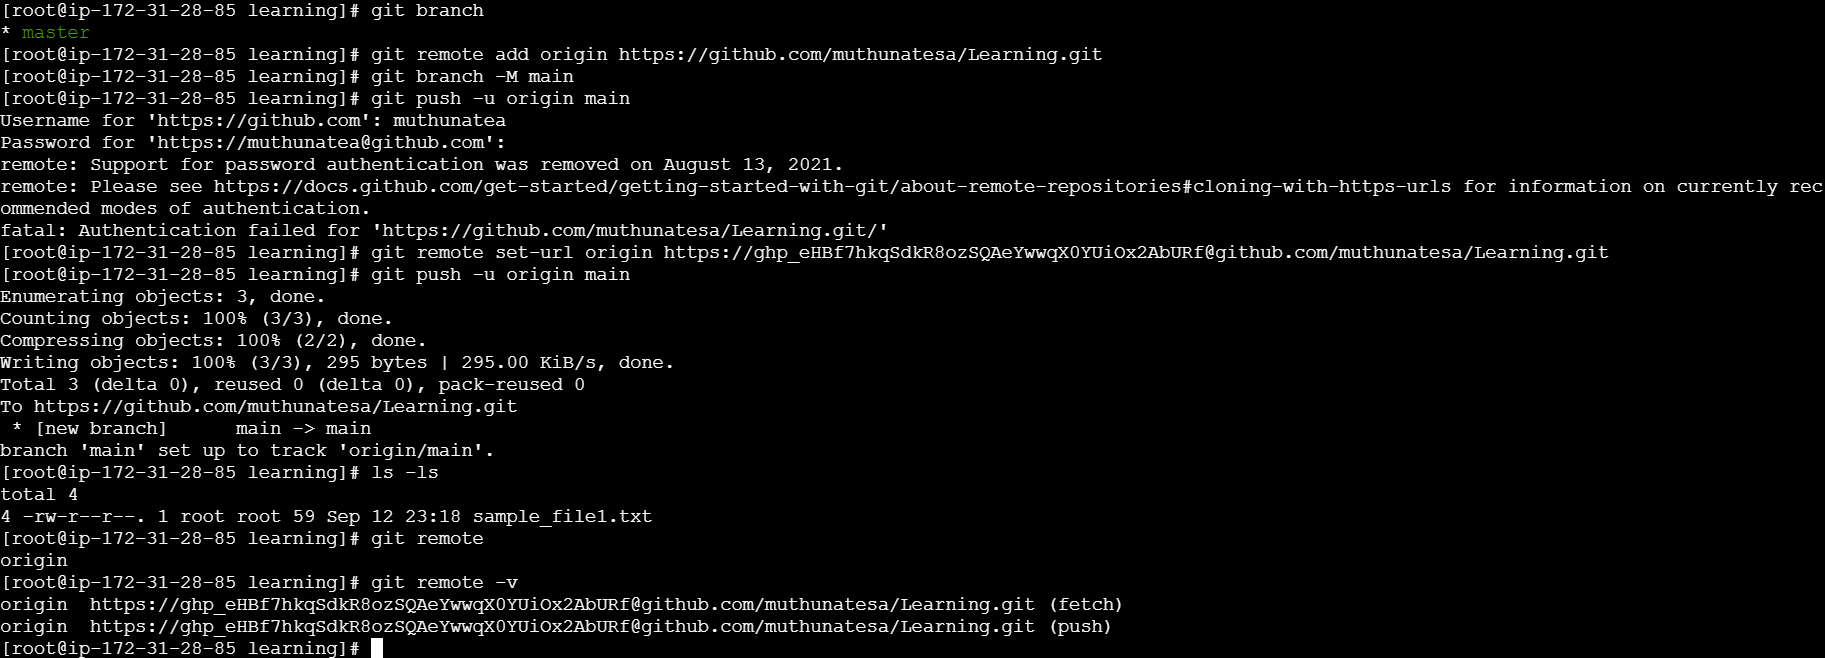 [root@ip-172-31-28-85 learning]# git branch
* master
[root@ip-172-31-28-85 learning]# git remote add origin https://github.com/muthunatesa/Learning.git
[root@ip-172-31-28-85 learning]# git branch -M main
[root@ip-172-31-28-85 learning]# git push -u origin main
Username for 'https://github.com': muthunatea
Password for 'https://muthunatea@github.com':
remote: Support for password authentication was removed on August 13, 2021.
remote: Please see https://docs.github.com/get-started/getting-started-with-git/about-remote-repositories#cloning-with-https-urls for information on currently rec
ommended modes of authentication.
fatal: Authentication failed for 'https://github.com/muthunatesa/Learning.git/'
[root@ip-172-31-28-85 learning]# git remote set-url origin https://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@github.com/muthunatesa/Learning.git
[root@ip-172-31-28-85 learning]# git push -u origin main
Enumerating objects: 3, done.
Counting objects: 100% (3/3), done.
Compressing objects: 100% (2/2), done.
Writing objects: 100% (3/3), 295 bytes | 295.00 KiB/s, done.
Total 3 (delta 0), reused 0 (delta 0), pack-reused 0
To https://github.com/muthunatesa/Learning.git
 * [new branch]      main -> main
branch 'main' set up to track 'origin/main'.
[root@ip-172-31-28-85 learning]# ls -ls
total 4
4 -rw-r--r--. 1 root root 59 Sep 12 23:18 sample_file1.txt
[root@ip-172-31-28-85 learning]# git remote
origin
[root@ip-172-31-28-85 learning]# git remote -v
origin  https://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@github.com/muthunatesa/Learning.git (fetch)
origin  https://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@github.com/muthunatesa/Learning.git (push)
[root@ip-172-31-28-85 learning]#